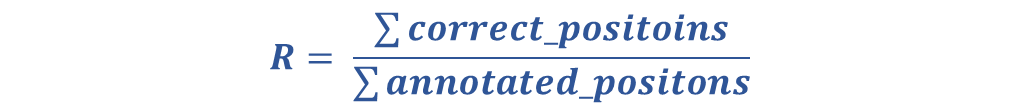 ∑ correct_positoins
R =
∑ annotated_positons